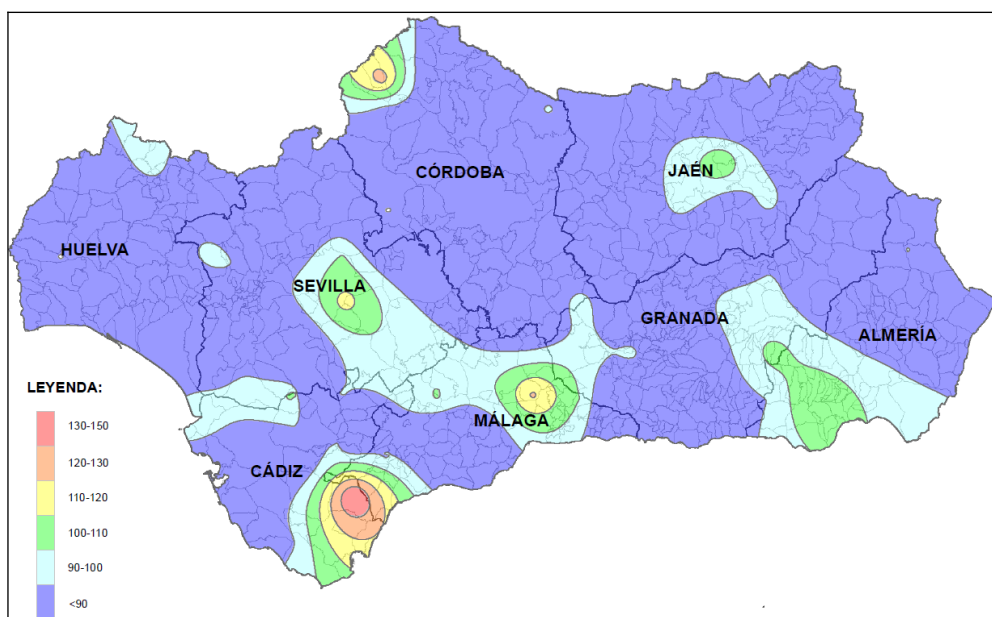 CÓRDOBA
JAÉN
HUELVA
SEVILLA
GRANADA
ALMERÍA
MÁLAGA
CÁDIZ
LEYENDA:
130-150
120-130
110-120
100-110
90-100
<90